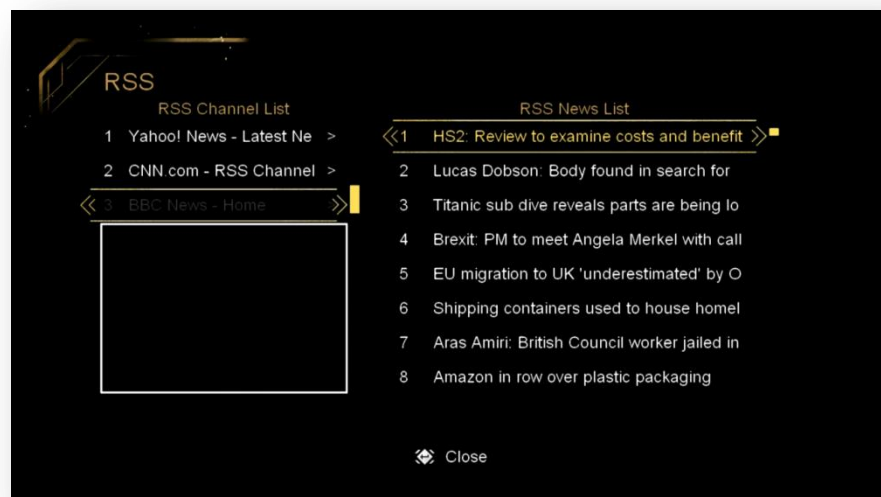 RSS
RSS Channel List
1 Yahoo! News - Latest Ne >
2 CNN.com - RSS Channel >
3 BBC News - Home
RSS News List
1 HS2: Review to examine costs and benefit
2 Lucas Dobson: Body found in search for
3 Titanic sub dive reveals parts are being lo
4 Brexit: PM to meet Angela Merkel with call
5 EU migration to UK 'underestimated' by O
6 Shipping containers used to house homel
7 Aras Amiri: British Council worker jailed in
8 Amazon in row over plastic packaging
Close